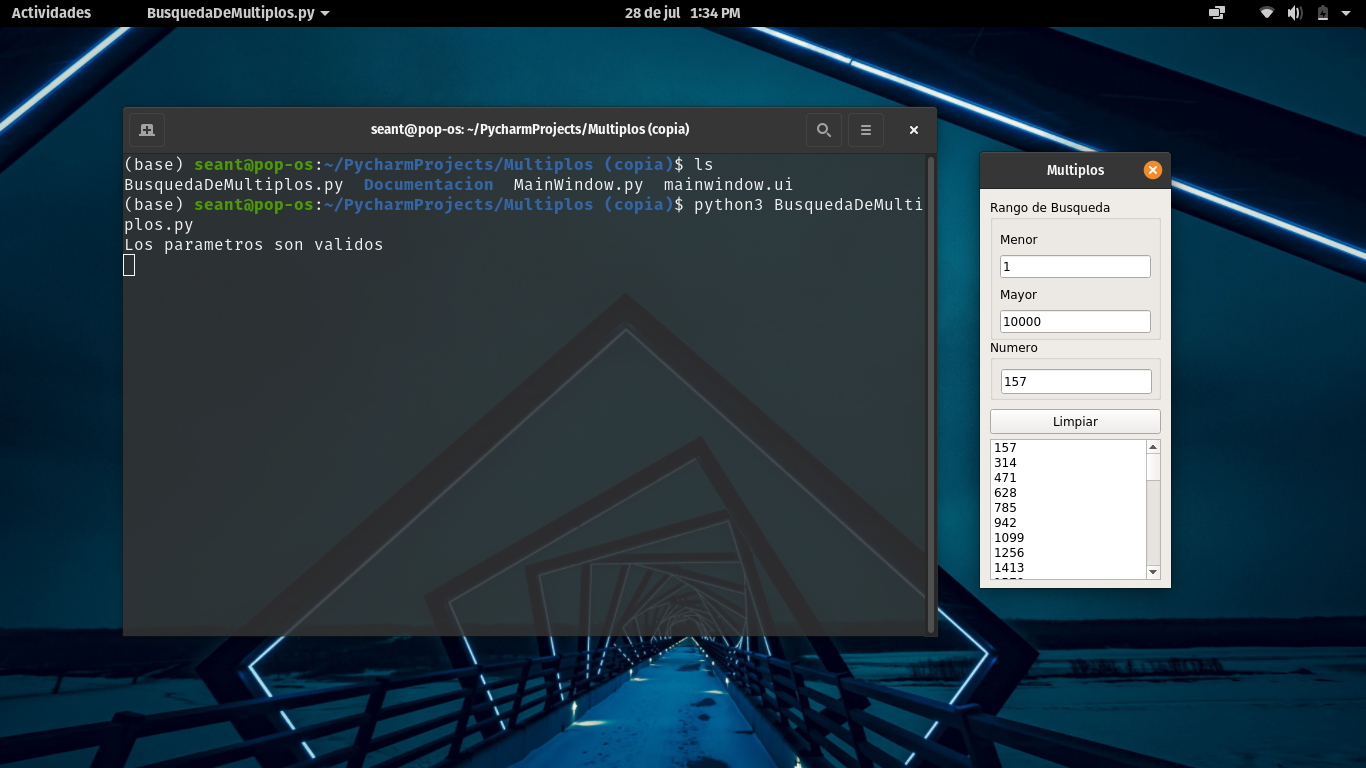 Actividades BusquedaDeMultiplos.py 28 de jul 1:34 PM
seant@pop-os: ~/PycharmProjects/Multiplos (copia)
(base) seant@pop-os:~/PycharmProjects/Multiplos (copia)$ ls
BusquedaDeMultiplos.py Documentacion MainWindow.py mainwindow.ui
(base) seant@pop-os:~/PycharmProjects/Multiplos (copia)$ python3 BusquedaDeMulti
plos.py
Los parametros son validos
Multiplos
Rango de Busqueda
Menor
1
Mayor
10000
Numero
157
Limpiar
157
314
471
628
785
942
1099
1256
1413